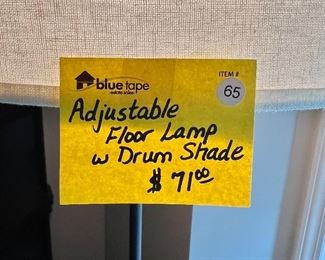 blue tape
estate sales
ITEM #
65
Adjustable
Floor Lamp
w Drum Shade
$ 71.00